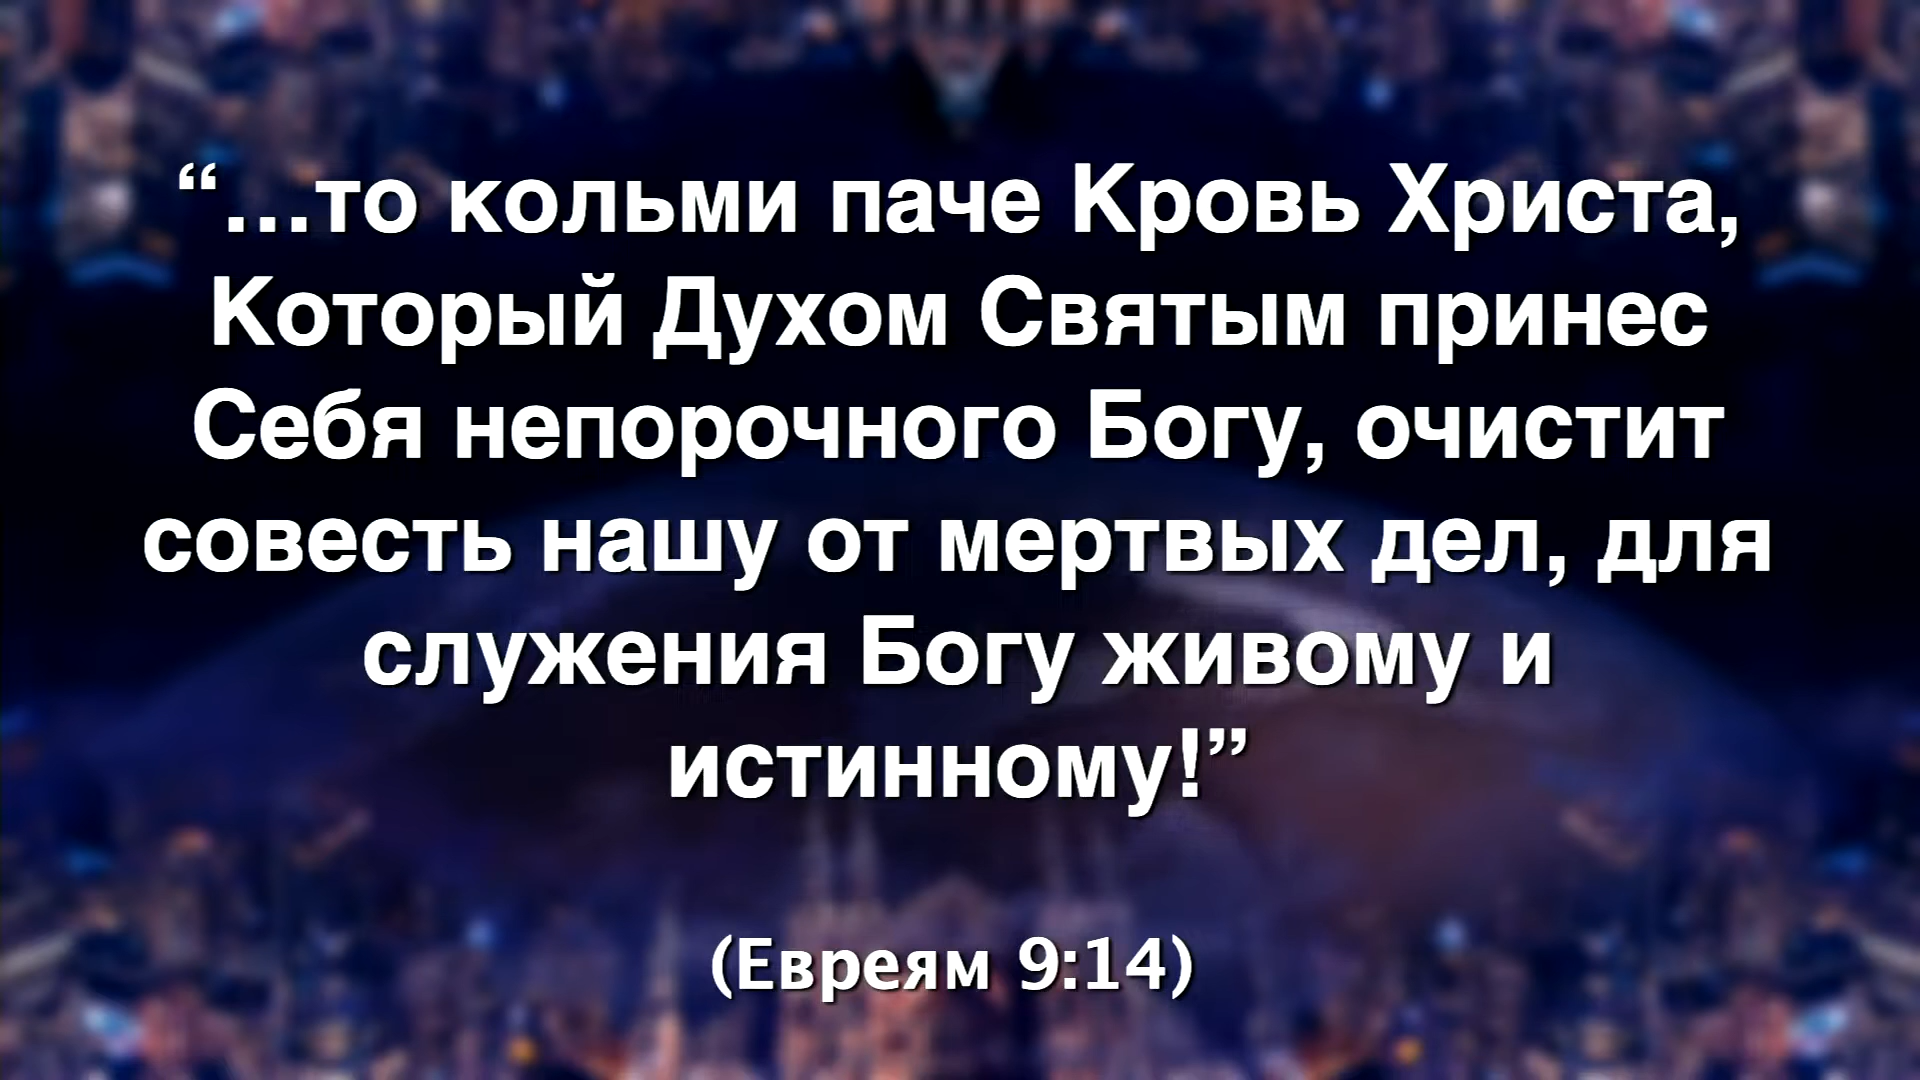 “...то кольми паче Кровь Христа,
Который Духом Святым принес
Себя непорочного Богу, очистит
совесть нашу от мертвых дел, для
служения Богу живому и
истинному!”
(Евреям 9:14)